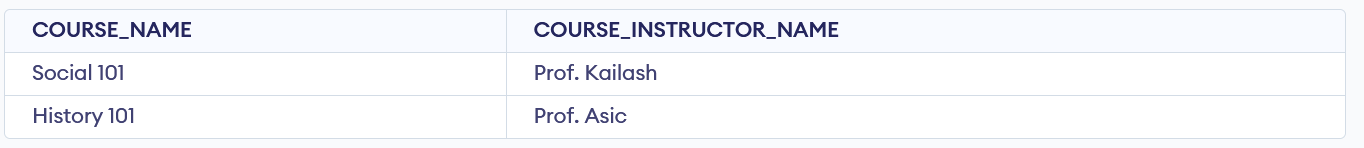 COURSE_NAME COURSE_INSTRUCTOR_NAME
Social 101 Prof. Kailash
History 101 Prof. Asic